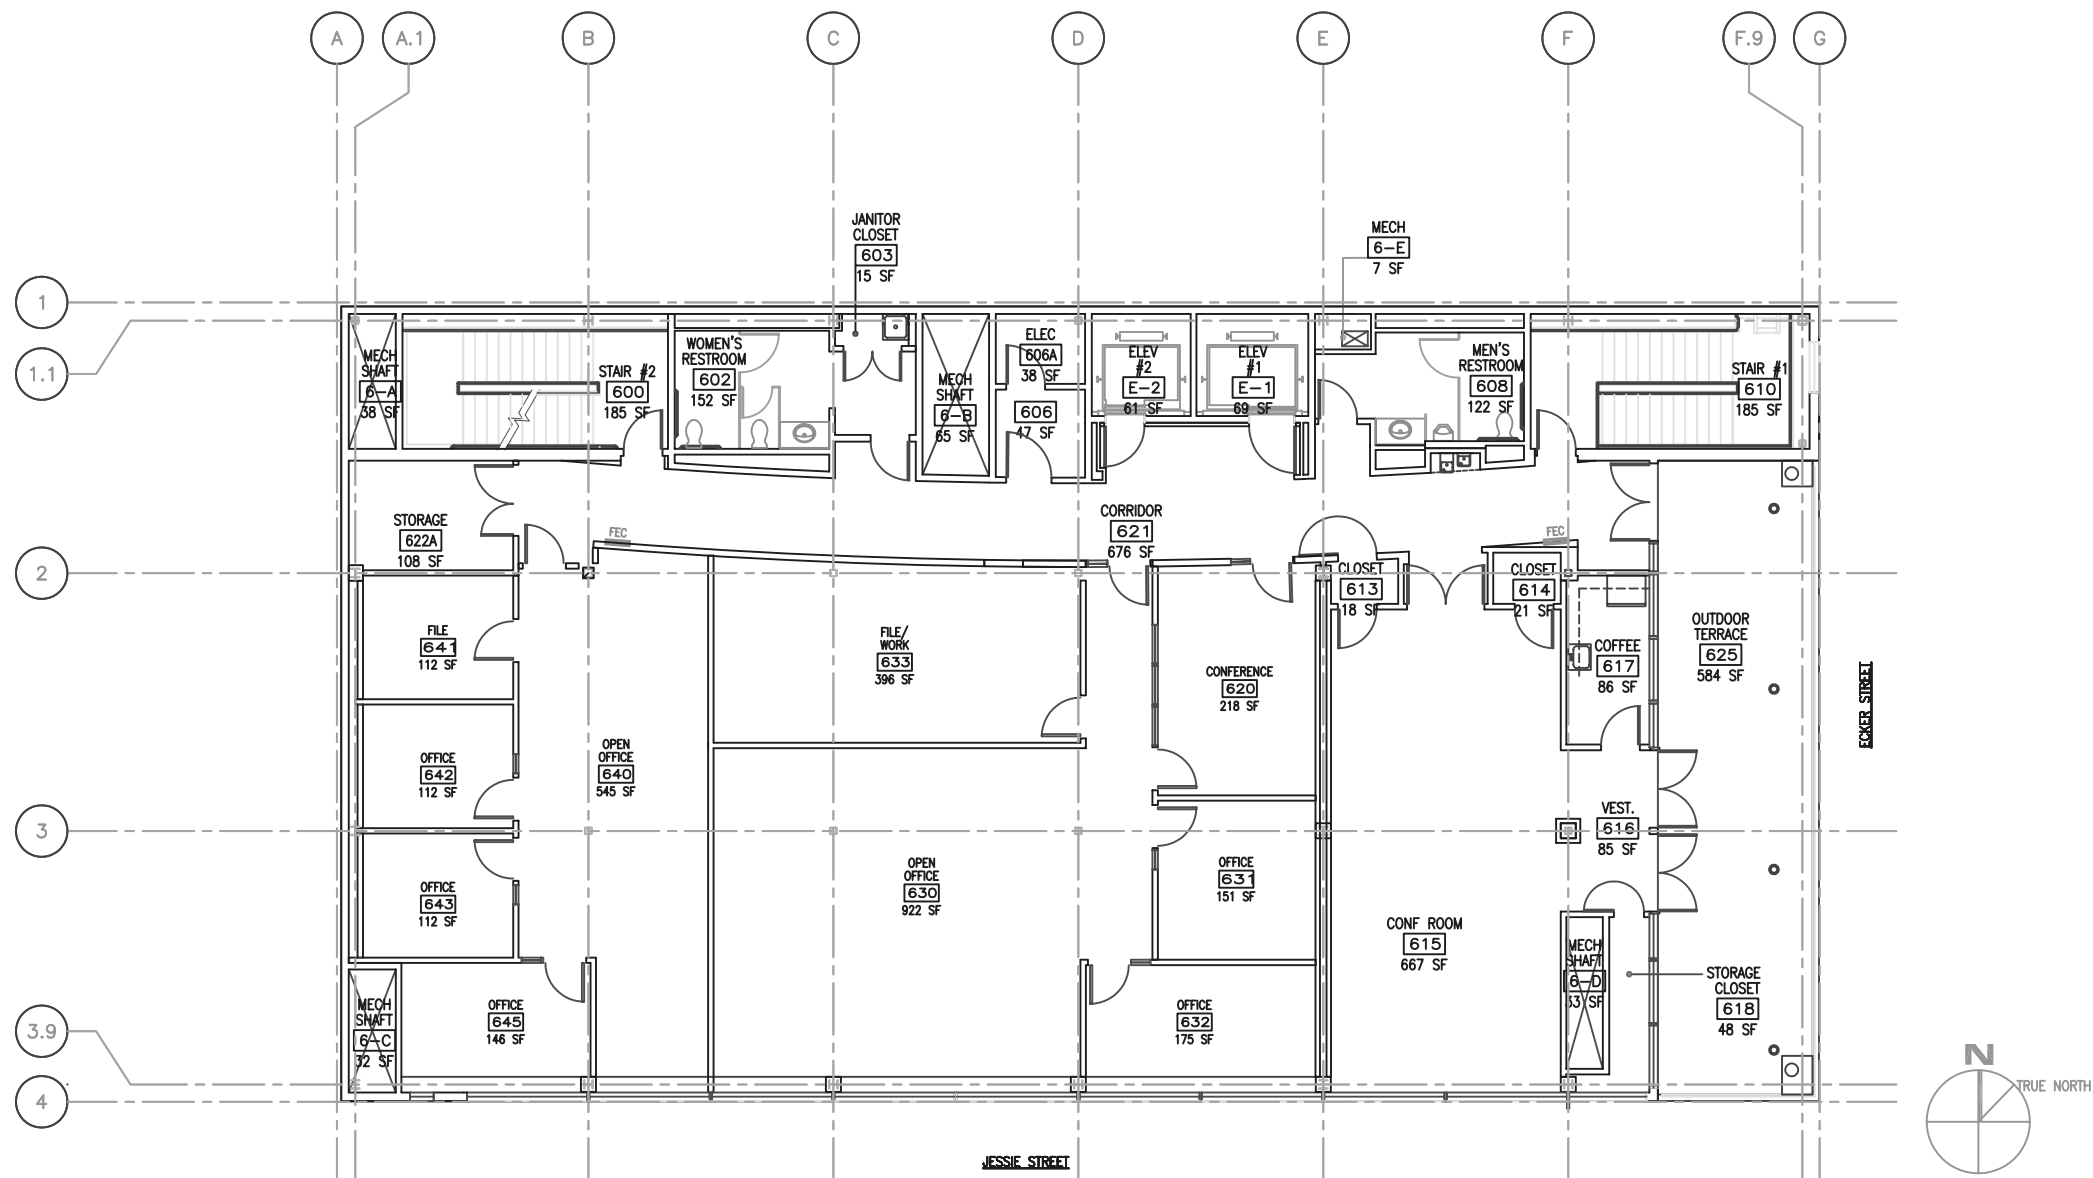 A
A.1
B
C
D
E
F
F.9
G
JANITOR
CLOSET
603
15 SF
MECH
6-E
7 SF
1
1.1
MECH
SHAFT
6-A
38 SF
STAIR #2
600
185 SF
WOMEN'S
RESTROOM
602
152 SF
MECH
SHAFT
6-B
65 SF
ELEC
606A
38 SF
606
47 SF
ELEV
#2
E-2
61 SF
ELEV
#1
E-1
69 SF
MEN'S
RESTROOM
608
122 SF
STAIR #1
610
185 SF
STORAGE
622A
108 SF
FEC
CORRIDOR
621
676 SF
FEC
2
CLOSET
613
18 SF
CLOSET
614
21 SF
FILE
641
112 SF
FILE/
WORK
633
396 SF
CONFERENCE
620
218 SF
COFFEE
617
86 SF
OUTDOOR
TERRACE
625
584 SF
ECKER STREET
OFFICE
642
112 SF
OPEN
OFFICE
640
545 SF
3
VEST.
616
85 SF
OFFICE
643
112 SF
OPEN
OFFICE
630
922 SF
OFFICE
631
151 SF
CONF ROOM
615
667 SF
MECH
SHAFT
6-D
33 SF
STORAGE
CLOSET
618
48 SF
3.9
MECH
SHAFT
6-C
32 SF
OFFICE
645
146 SF
OFFICE
632
175 SF
4
N
TRUE NORTH
JESSIE STREET